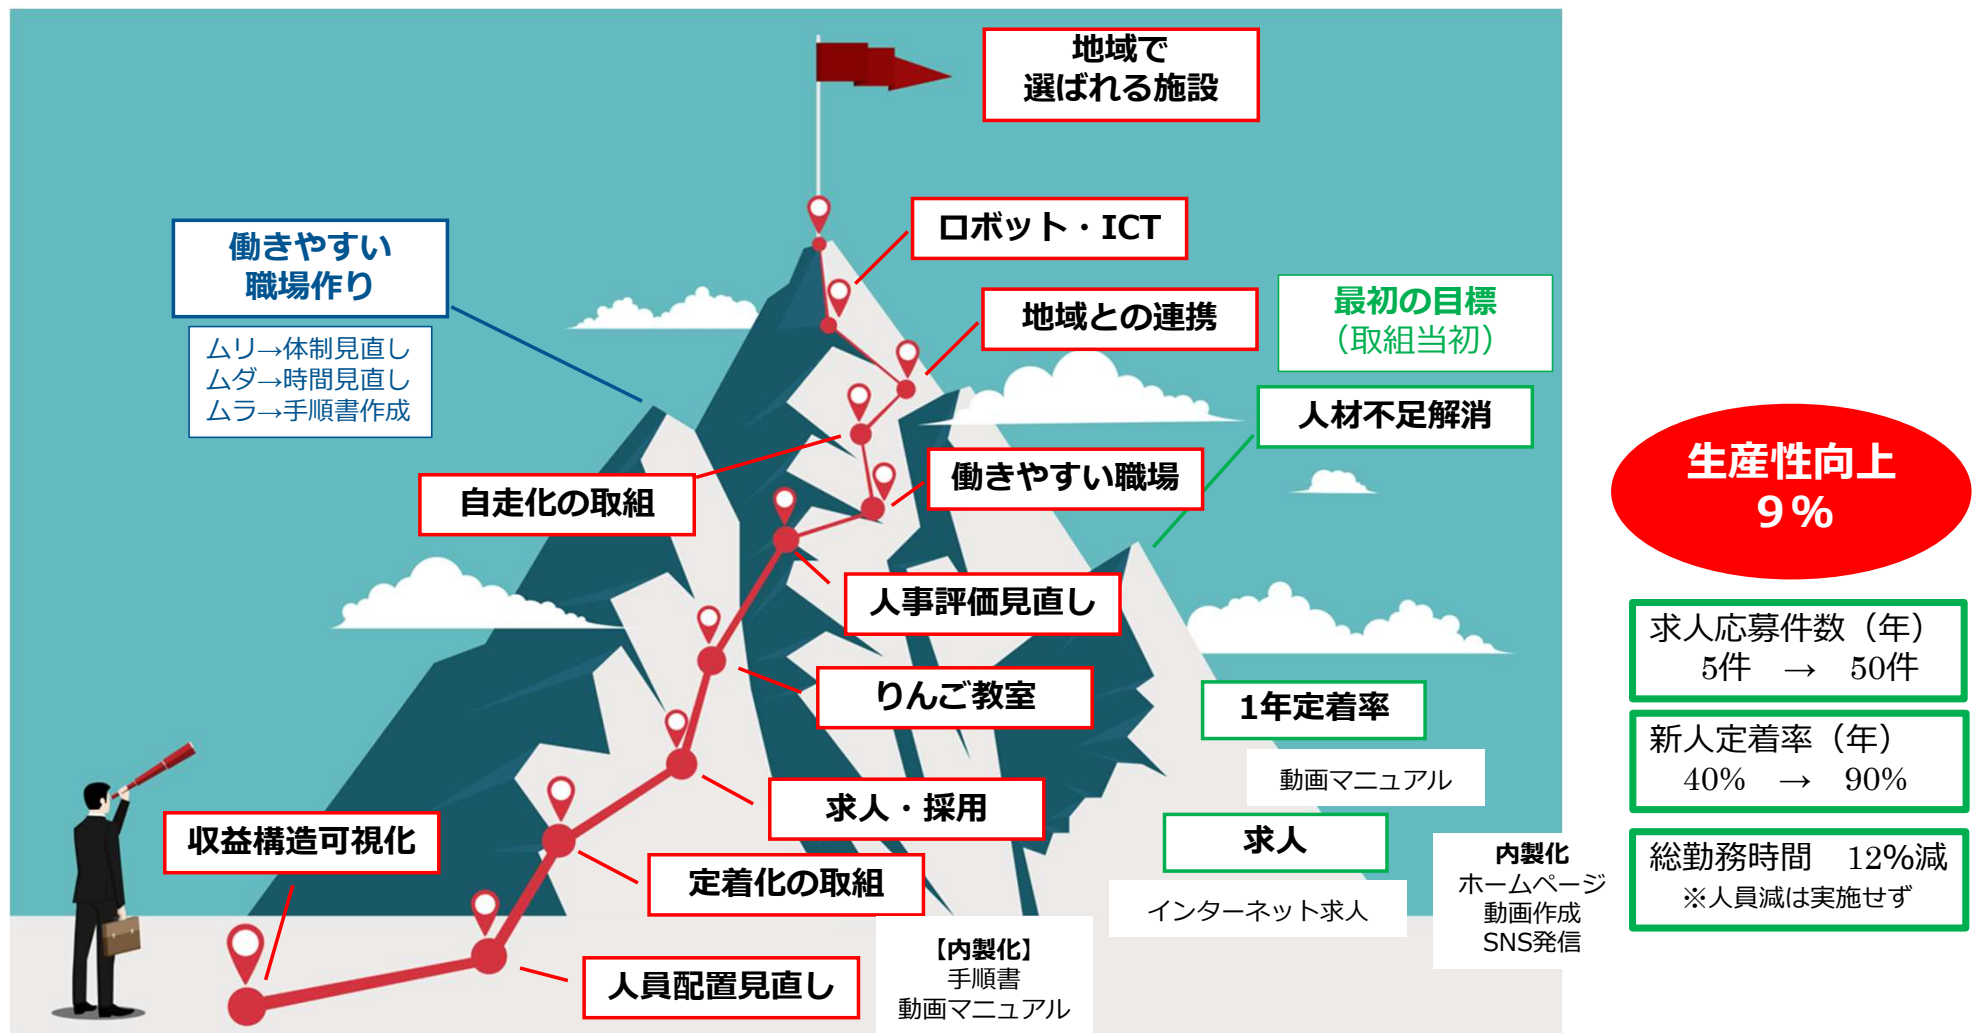 地域で
選ばれる施設
ロボット・ICT
働きやすい
職場作り
ムリ→体制見直し
ムダ→時間見直し
ムラ→手順書作成
地域との連携
最初の目標
（取組当初）
人材不足解消
自走化の取組
働きやすい職場
生産性向上
９％
人事評価見直し
求人応募件数（年）
5件　→　50件
りんご教室
1年定着率
新人定着率（年）
40%　→　90%
動画マニュアル
求人・採用
収益構造可視化
求人
定着化の取組
インターネット求人
内製化
ホームページ
動画作成
SNS発信
総勤務時間　12%減
※人員減は実施せず
人員配置見直し
【内製化】
手順書
動画マニュアル